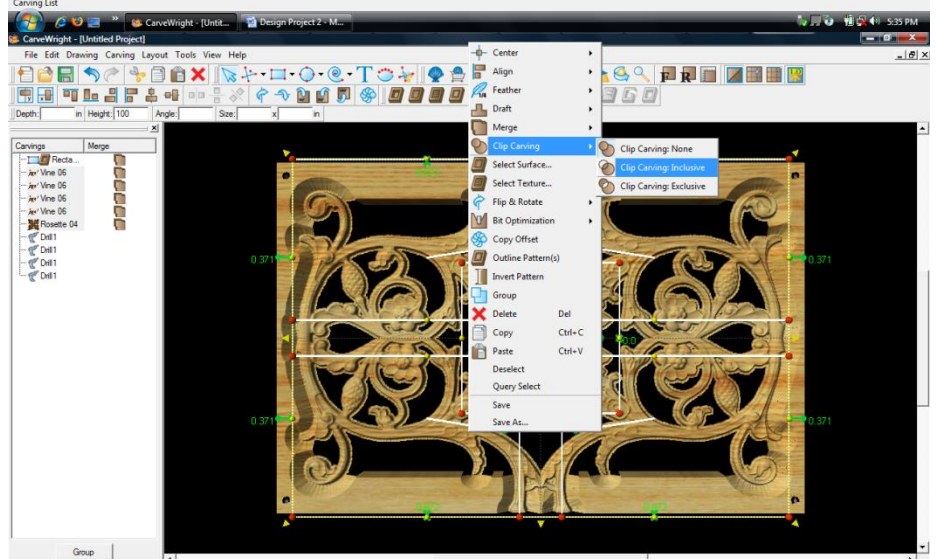 Carving List
CarveWright - [Untit...
Design Project 2 - M...
5:35 PM
CarveWright - [Untitled Project]
File Edit Drawing Carving Layout Tools View Help
Depth: in Height: 100 Angle: Size: x in
Carvings Merge
Recta...
Vine 06
Vine 06
Vine 06
Vine 06
Rosette 04
Drill1
Drill1
Drill1
Drill1
Group
Center
Align
Feather
Draft
Merge
Clip Carving
Select Surface...
Select Texture...
Flip & Rotate
Bit Optimization
Copy Offset
Outline Pattern(s)
Invert Pattern
Group
Delete Del
Copy Ctrl+C
Paste Ctrl+V
Deselect
Query Select
Save
Save As...
Clip Carving: None
Clip Carving: Inclusive
Clip Carving: Exclusive
0.371
0.371
0.371
0.371